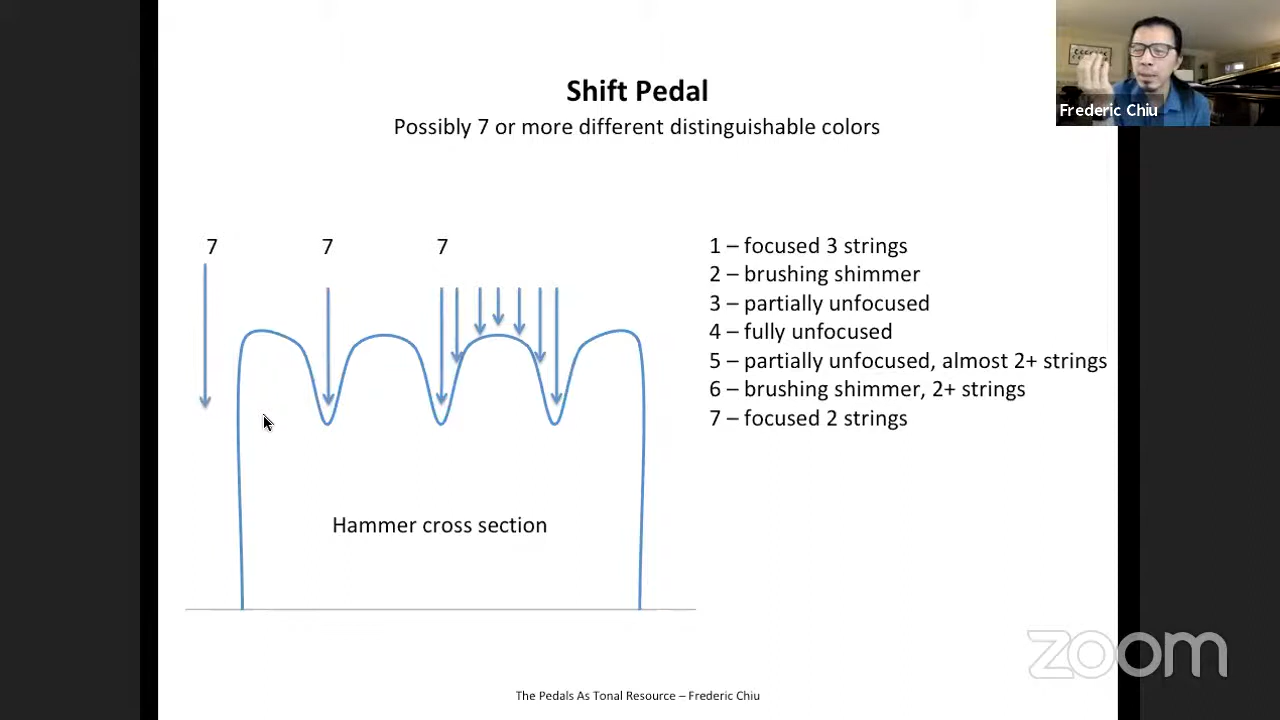 Shift Pedal
Possibly 7 or more different distinguishable colors
Frederic Chiu
7 7 7
1 – focused 3 strings
2 – brushing shimmer
3 – partially unfocused
4 – fully unfocused
5 – partially unfocused, almost 2+ strings
6 – brushing shimmer, 2+ strings
7 – focused 2 strings
Hammer cross section
zoom
The Pedals As Tonal Resource – Frederic Chiu